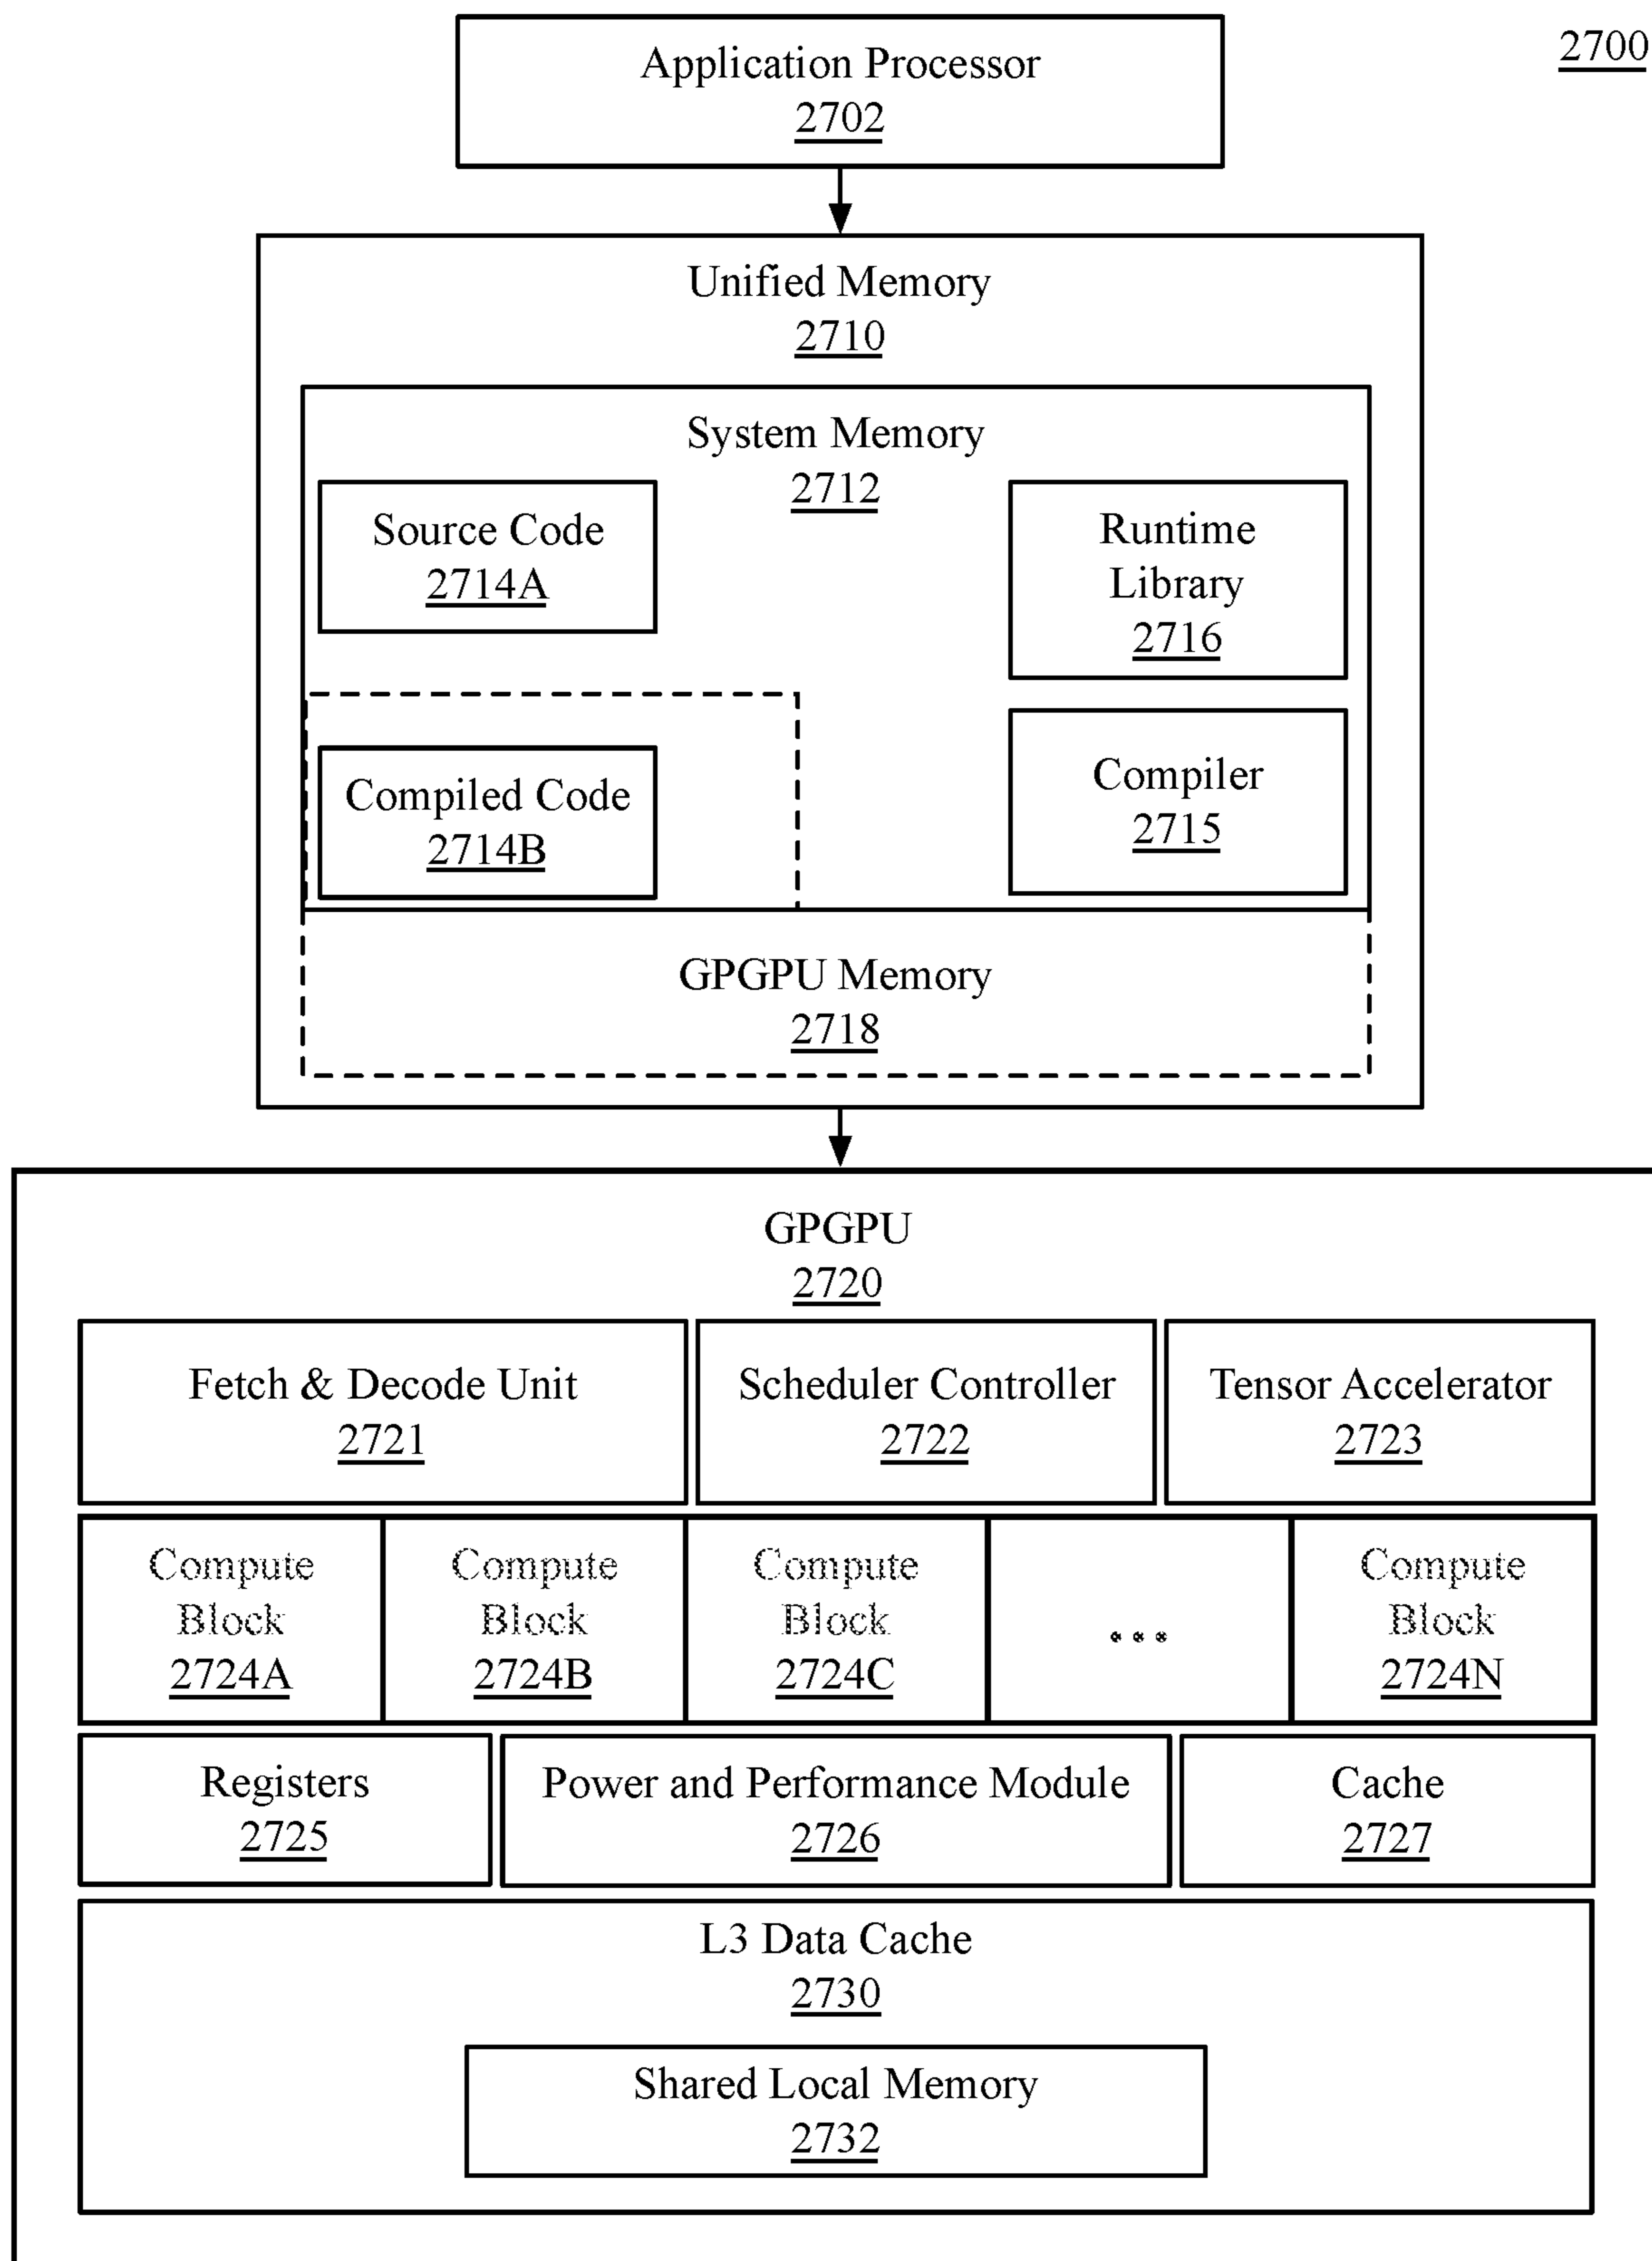 2700
Application Processor
2702
Unified Memory
2710
System Memory
2712
Source Code
2714A
Runtime
Library
2716
Compiled Code
2714B
Compiler
2715
GPGPU Memory
2718
GPGPU
2720
Fetch & Decode Unit
2721
Scheduler Controller
2722
Tensor Accelerator
2723
Compute
Block
2724A
Compute
Block
2724B
Compute
Block
2724C
...
Compute
Block
2724N
Registers
2725
Power and Performance Module
2726
Cache
2727
L3 Data Cache
2730
Shared Local Memory
2732